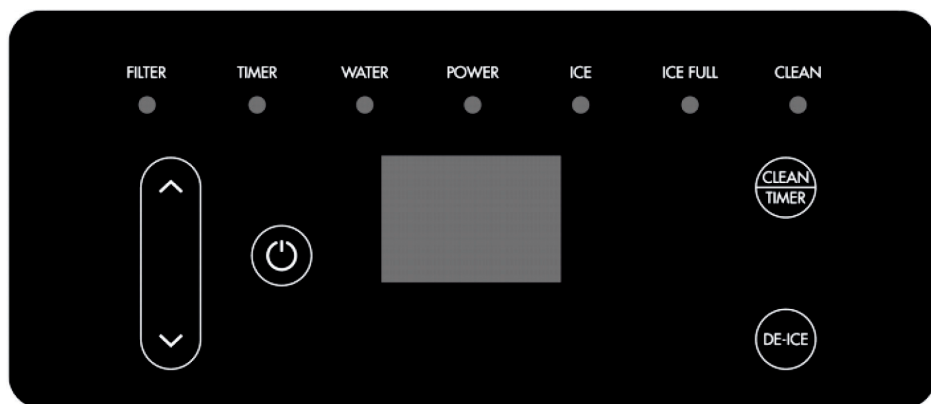 FILTER TIMER WATER POWER ICE ICE FULL CLEAN
CLEAN
TIMER
DE-ICE